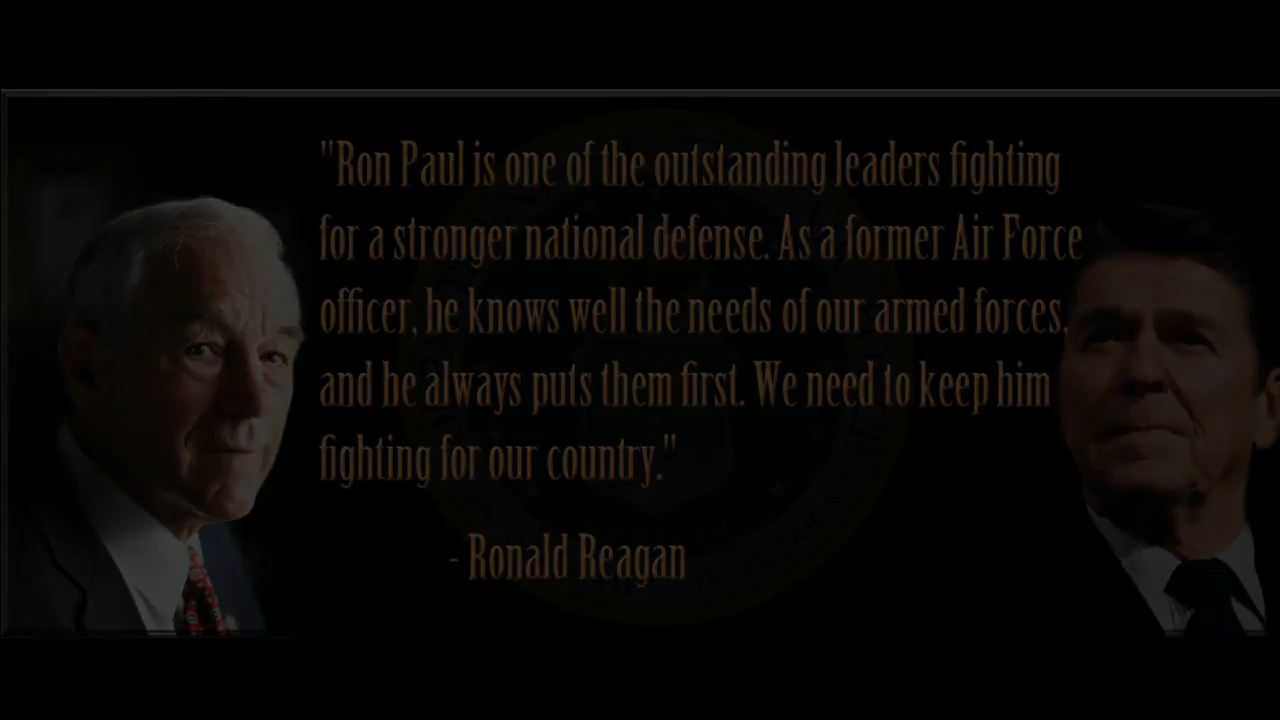 "Ron Paul is one of the outstanding leaders fighting
for a stronger national defense. As a former Air Force
officer, he knows well the needs of our armed forces,
and he always puts them first. We need to keep him
fighting for our country."
- Ronald Reagan